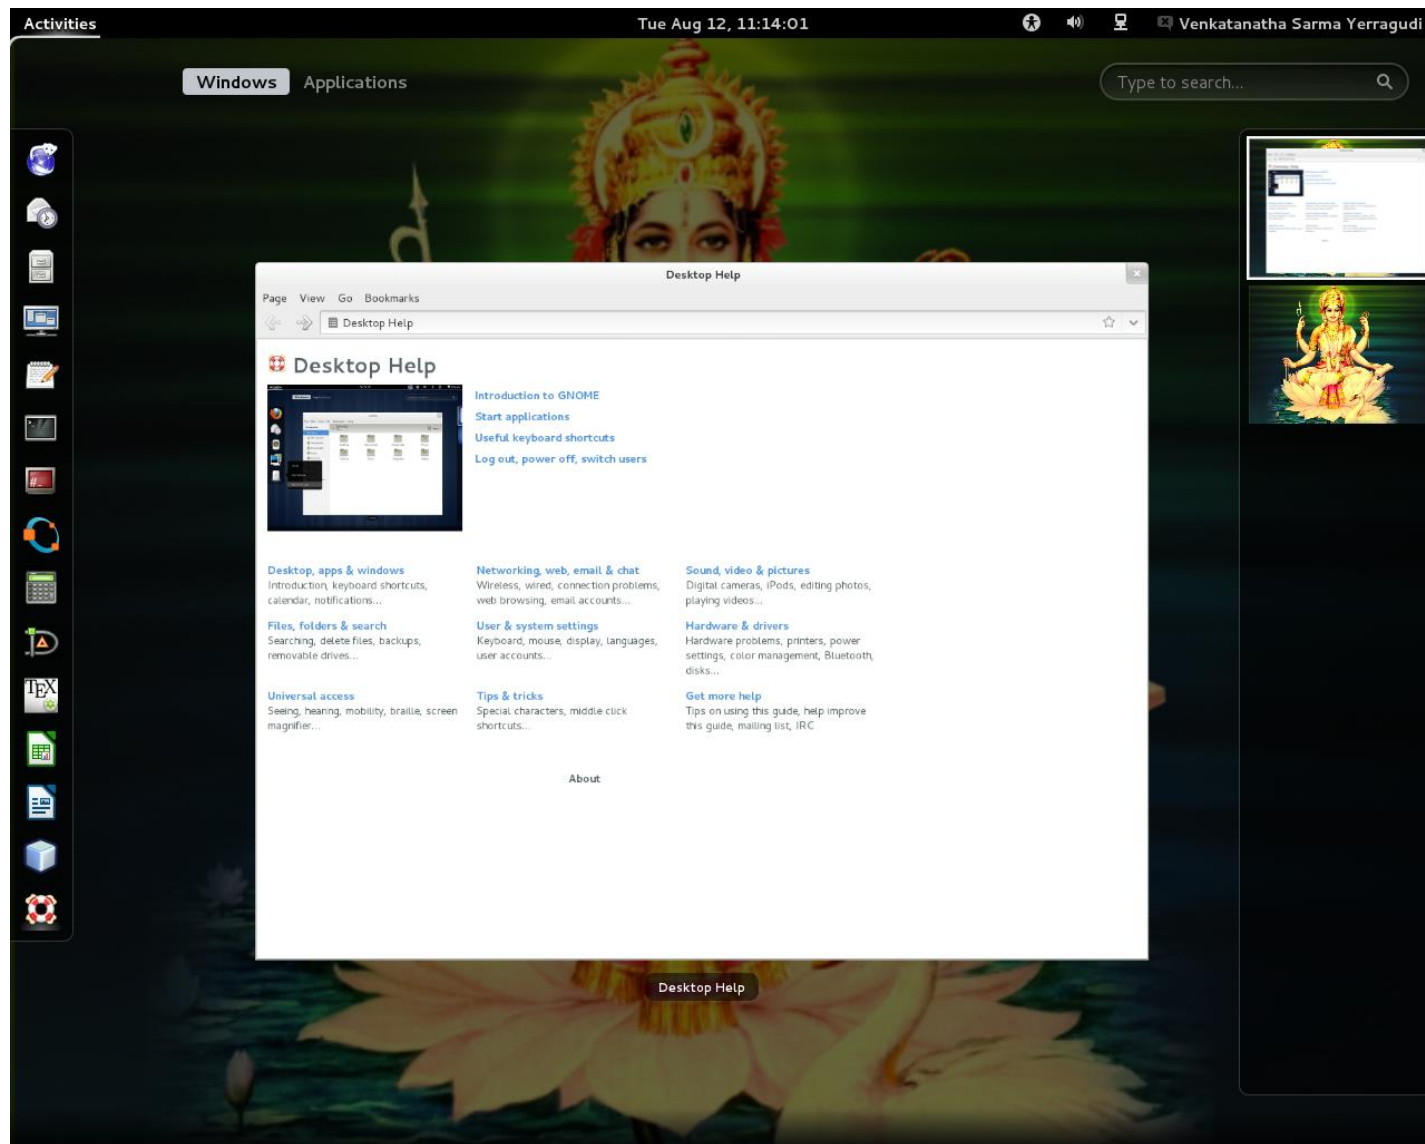 Activities
Tue Aug 12, 11:14:01
Venkatanatha Sarma Yerragudi
Windows
Applications
Type to search...
Desktop Help
Page View Go Bookmarks
Desktop Help
Desktop Help
Introduction to GNOME
Start applications
Useful keyboard shortcuts
Log out, power off, switch users
Desktop, apps & windows
Introduction, keyboard shortcuts,
calendar, notifications...
Networking, web, email & chat
Wireless, wired, connection problems,
web browsing, email accounts...
Sound, video & pictures
Digital cameras, iPods, editing photos,
playing videos...
Files, folders & search
Searching, delete files, backups,
removable drives...
User & system settings
Keyboard, mouse, display, languages,
user accounts...
Hardware & drivers
Hardware problems, printers, power
settings, color management, Bluetooth,
disks...
Universal access
Seeing, hearing, mobility, braille, screen
magnifier...
Tips & tricks
Special characters, middle click
shortcuts...
Get more help
Tips on using this guide, help improve
this guide, mailing list, IRC
About
TEX
Desktop Help